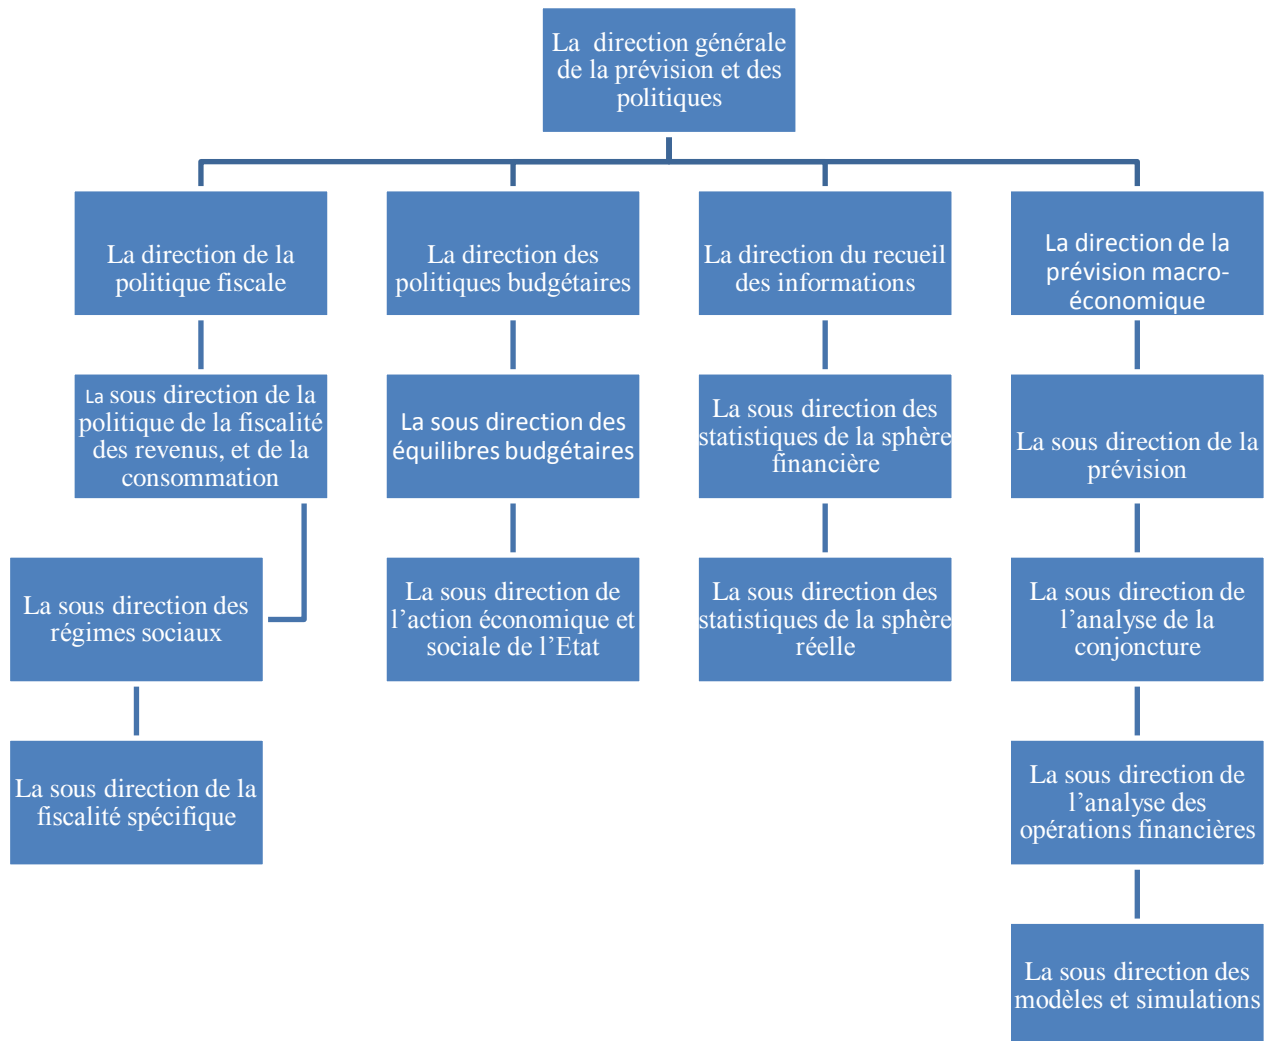 La direction générale
de la prévision et des
politiques
La direction de la
politique fiscale
La direction des
politiques budgétaires
La direction du recueil
des informations
La direction de la
prévision macro-
économique
La sous direction de la
politique de la fiscalité
des revenus, et de la
consommation
La sous direction des
équilibres budgétaires
La sous direction des
statistiques de la sphère
financière
La sous direction de la
prévision
La sous direction des
régimes sociaux
La sous direction de
l’action économique et
sociale de l’Etat
La sous direction des
statistiques de la sphère
réelle
La sous direction de
l’analyse de la
conjoncture
La sous direction de la
fiscalité spécifique
La sous direction de
l’analyse des
opérations financières
La sous direction des
modèles et simulations